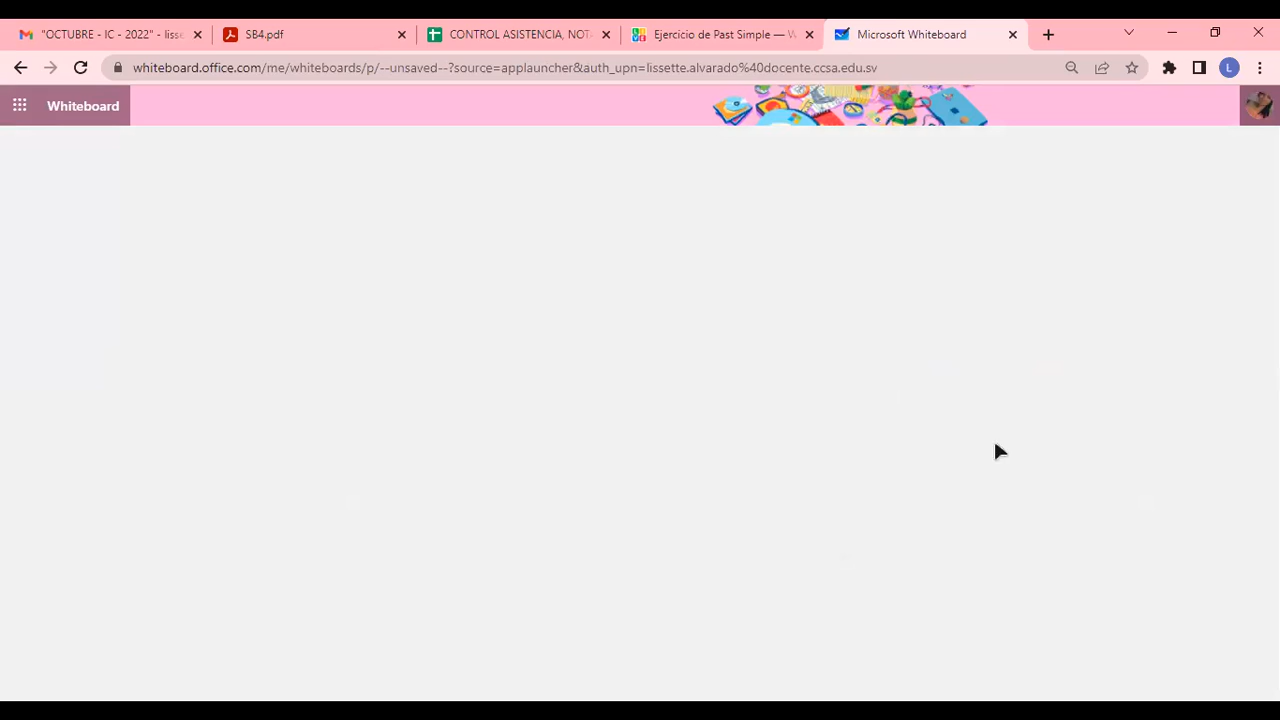 "OCTUBRE - IC - 2022" - lisse
SB4.pdf
CONTROL ASISTENCIA, NOT
Ejercicio de Past Simple — W
Microsoft Whiteboard
whiteboard.office.com/me/whiteboards/p/--unsaved--?source=applauncher&auth_upn=lissette.alvarado%40docente.ccsa.edu.sv
L
Whiteboard